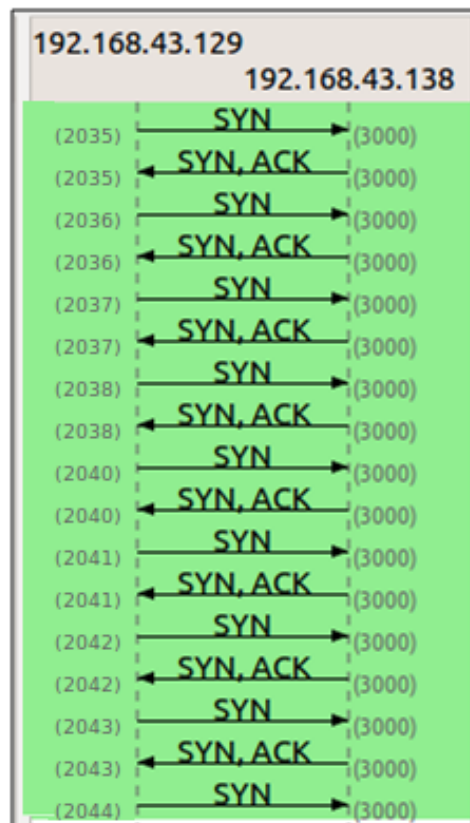 192.168.43.129
192.168.43.138
SYN
(2035) (3000)
SYN, ACK
(2035) (3000)
SYN
(2036) (3000)
SYN, ACK
(2036) (3000)
SYN
(2037) (3000)
SYN, ACK
(2037) (3000)
SYN
(2038) (3000)
SYN, ACK
(2038) (3000)
SYN
(2040) (3000)
SYN, ACK
(2040) (3000)
SYN
(2041) (3000)
SYN, ACK
(2041) (3000)
SYN
(2042) (3000)
SYN, ACK
(2042) (3000)
SYN
(2043) (3000)
SYN, ACK
(2043) (3000)
SYN
(2044) (3000)